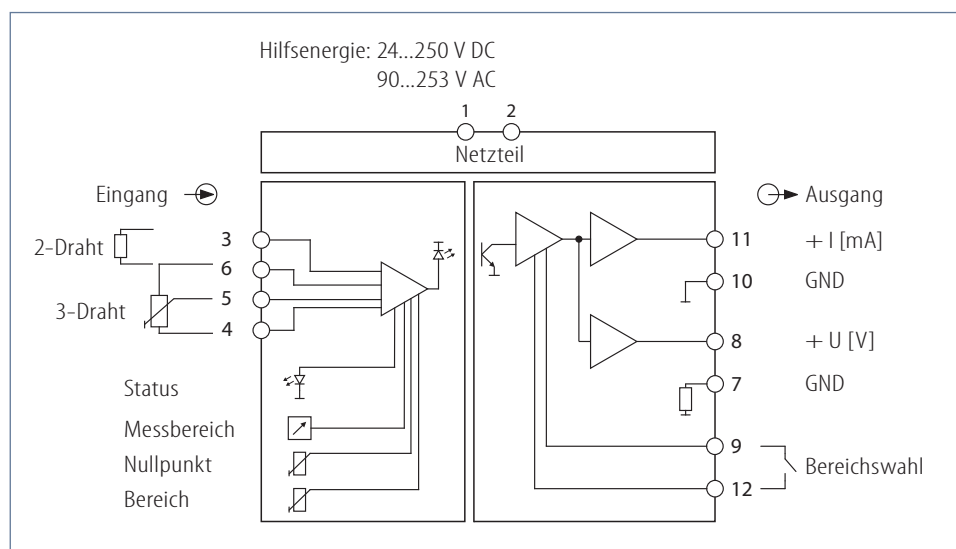 Hilfsenergie: 24...250 V DC
90...253 V AC
1 2
Netzteil
Eingang
Ausgang
2-Draht
3
11
+ I [mA]
6
10
GND
3-Draht
5
4
8
+ U [V]
Status
7
GND
Messbereich
Nullpunkt
9
Bereichswahl
Bereich
12